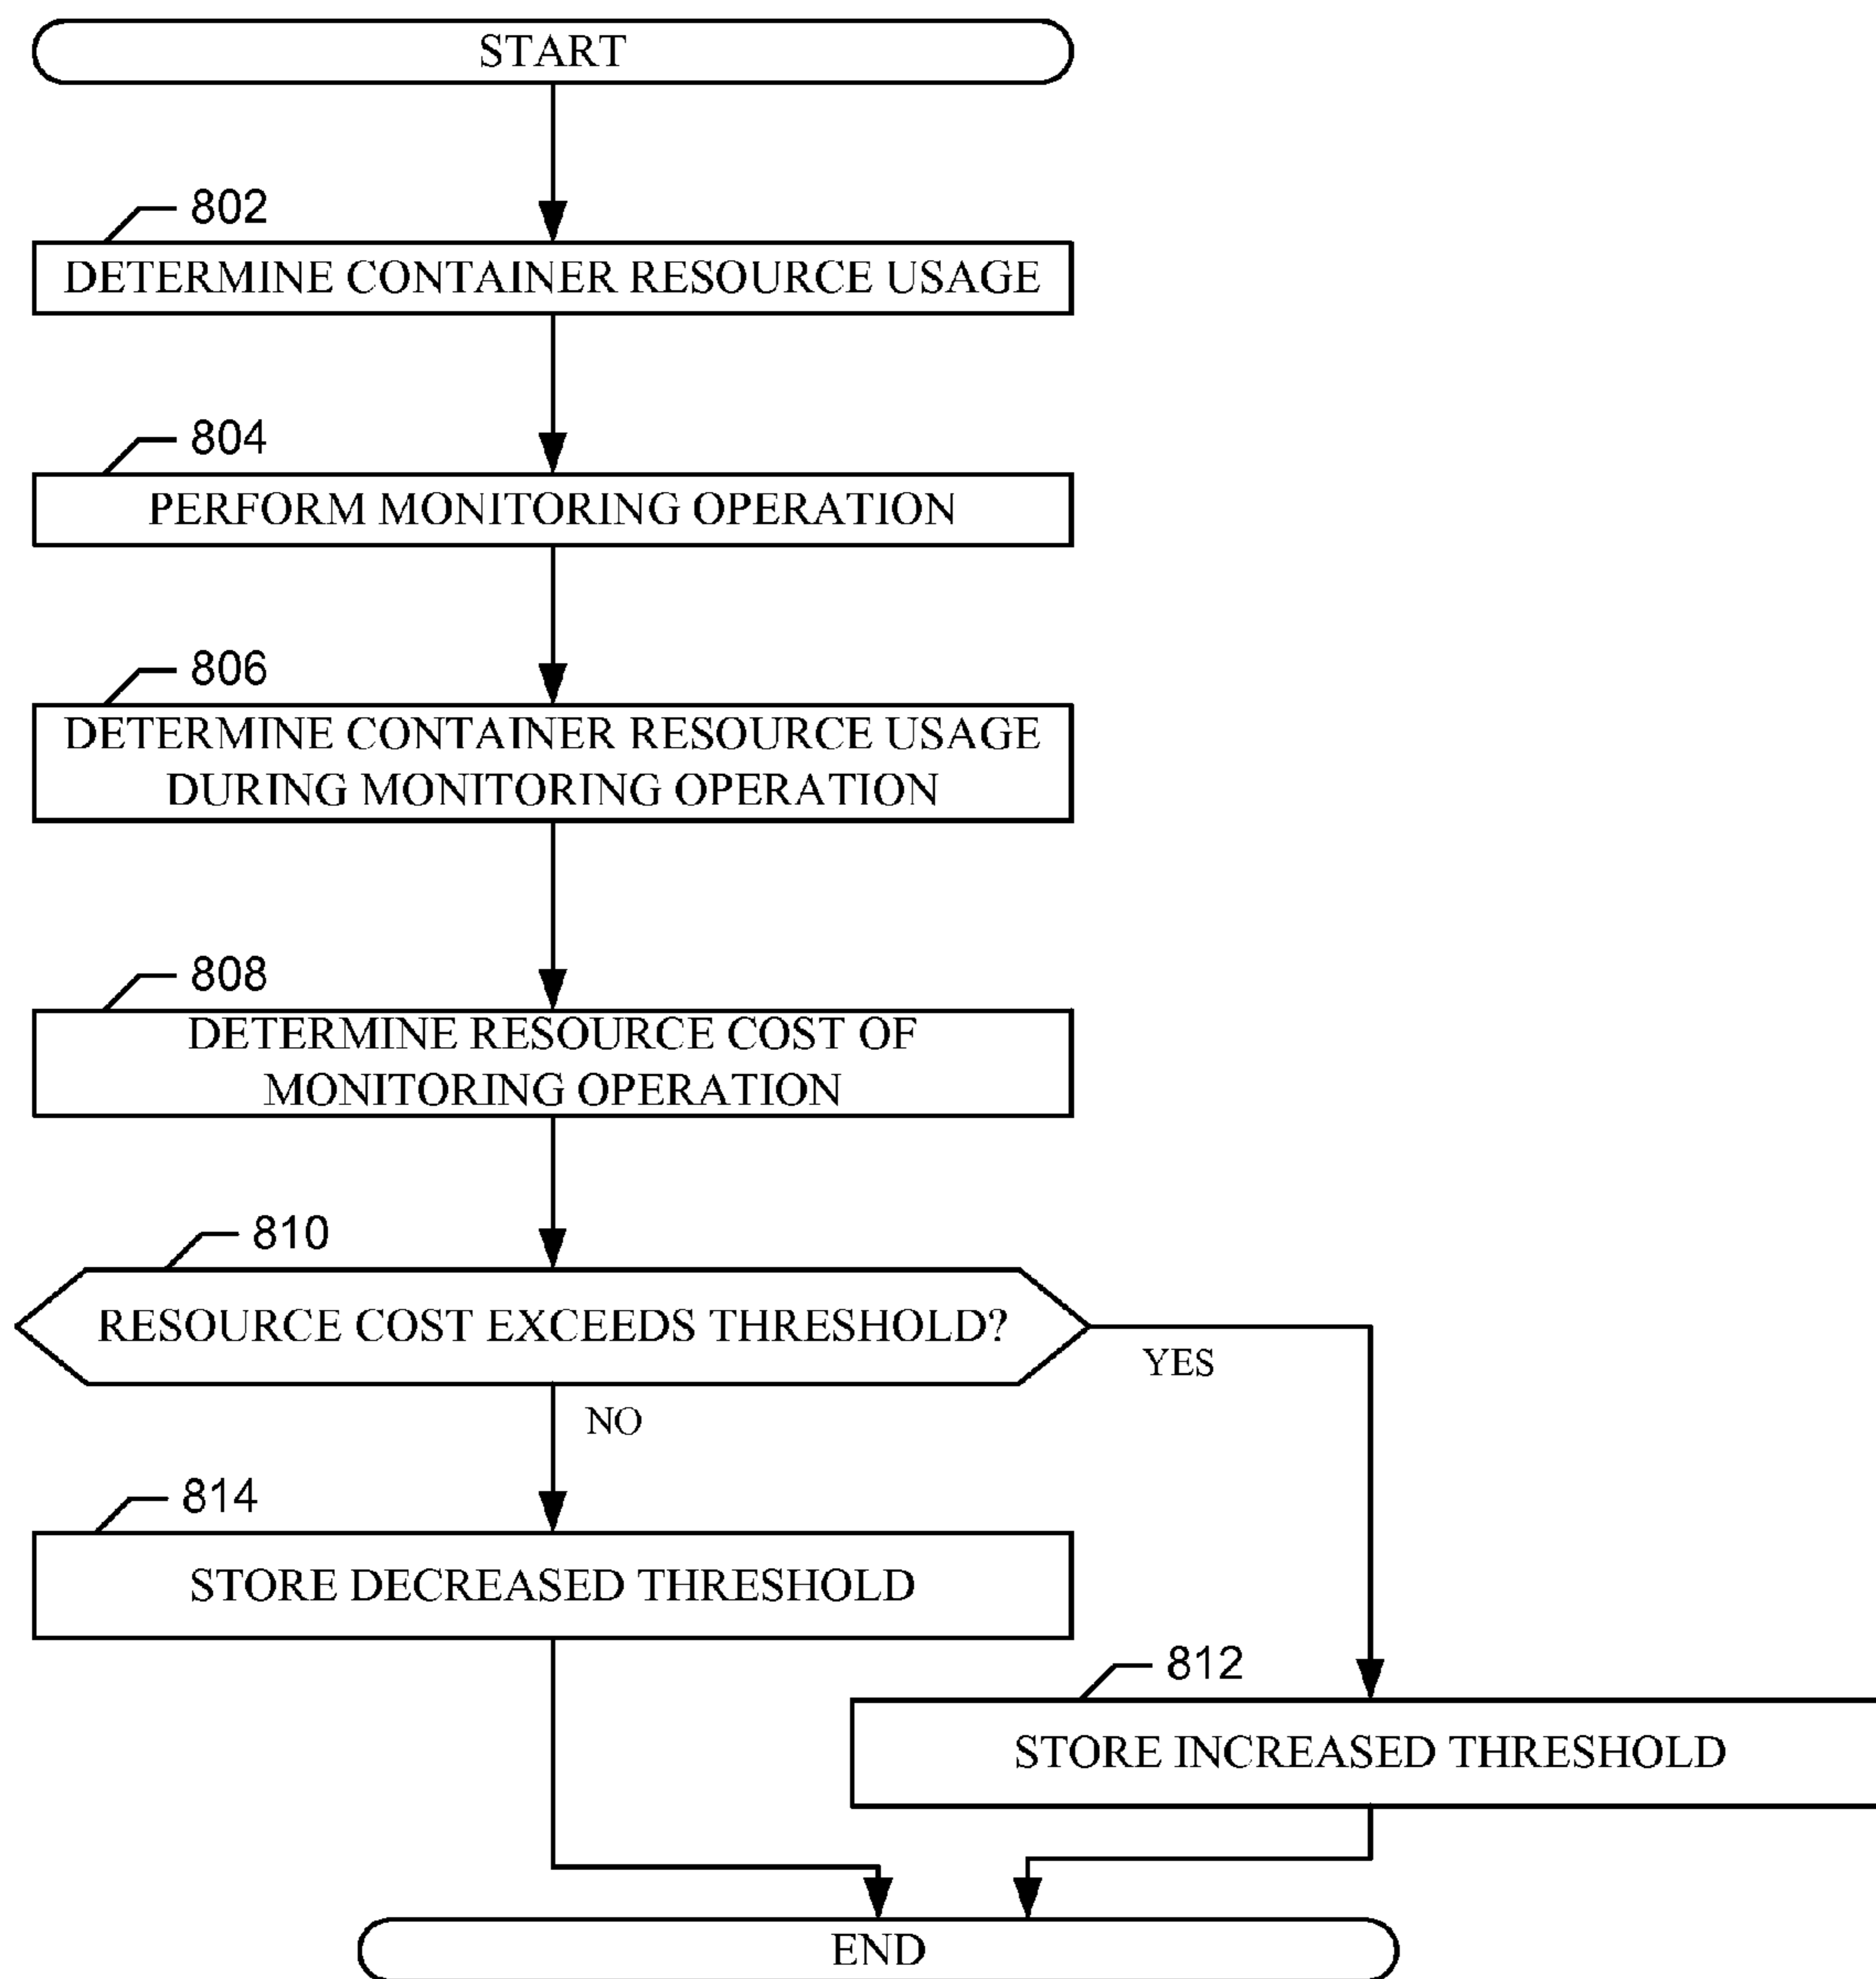 START
802
DETERMINE CONTAINER RESOURCE USAGE
804
PERFORM MONITORING OPERATION
806
DETERMINE CONTAINER RESOURCE USAGE
DURING MONITORING OPERATION
808
DETERMINE RESOURCE COST OF
MONITORING OPERATION
810
RESOURCE COST EXCEEDS THRESHOLD?
YES
NO
814
STORE DECREASED THRESHOLD
812
STORE INCREASED THRESHOLD
END